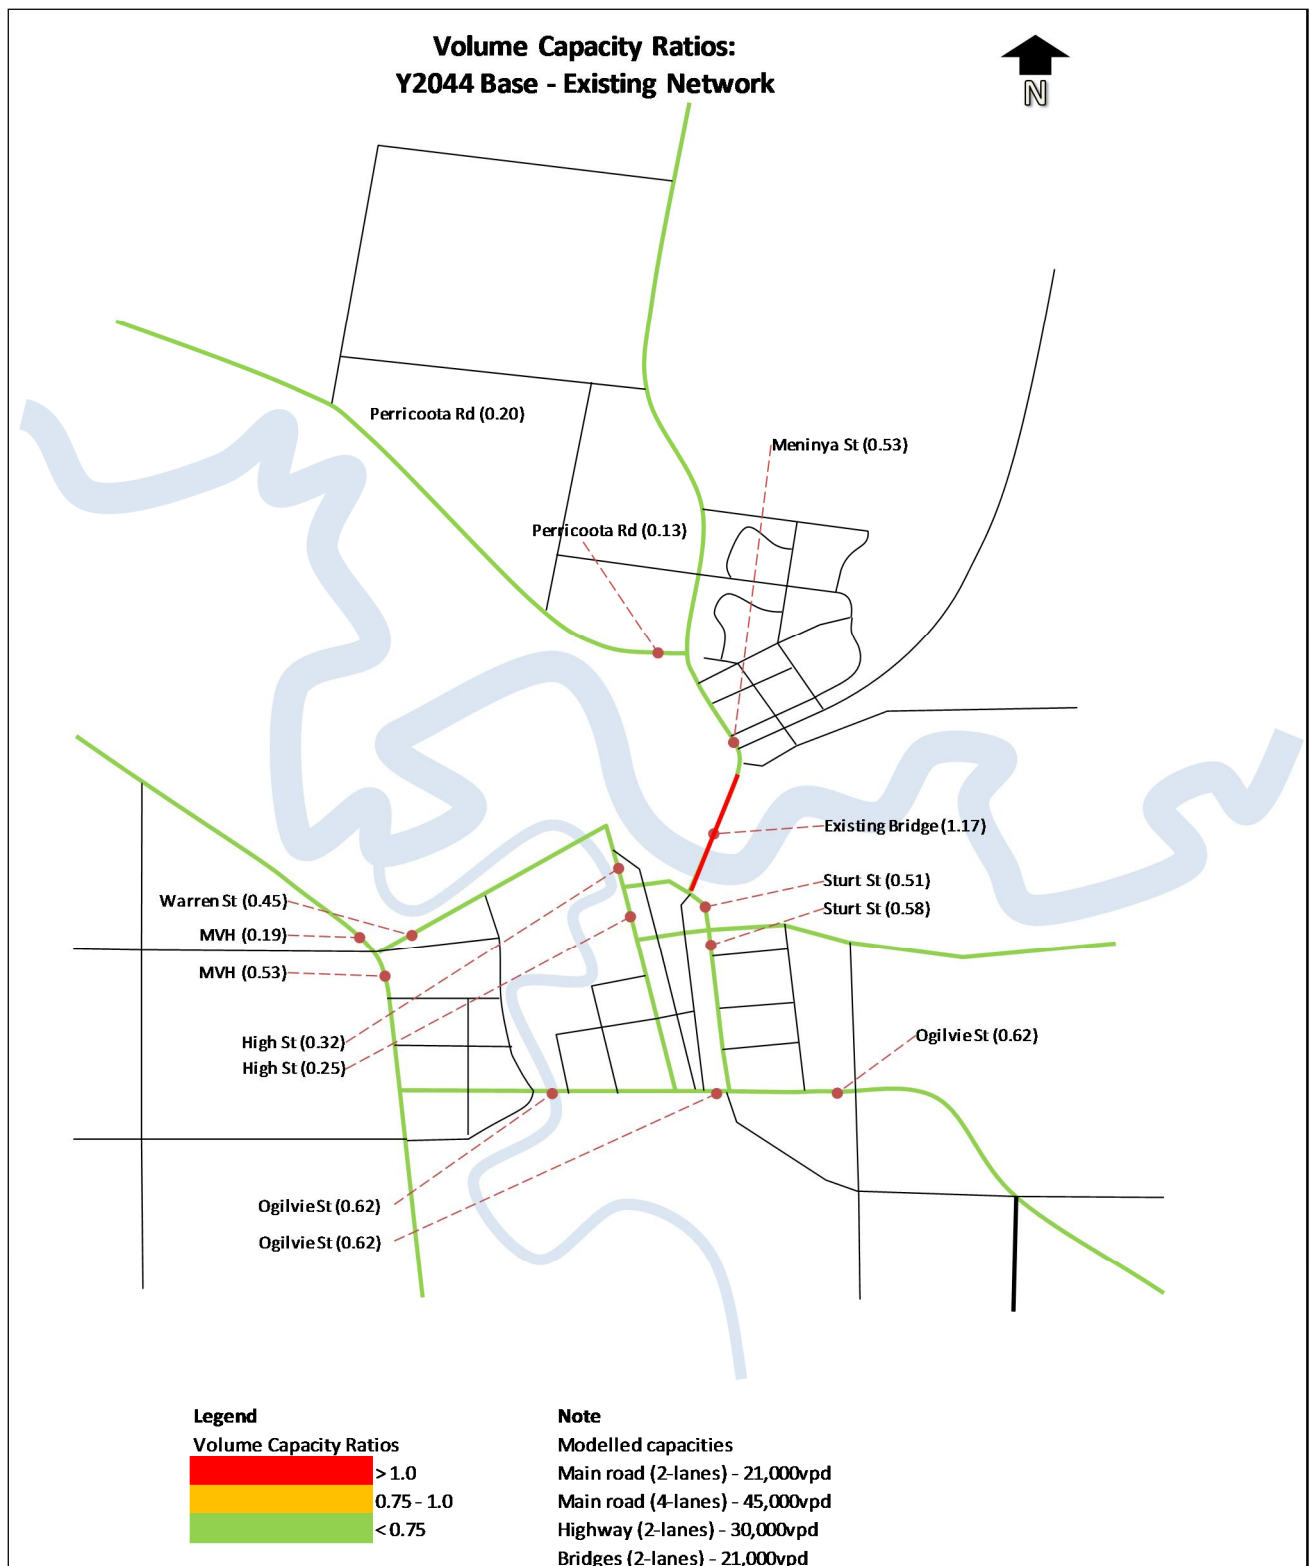 Volume Capacity Ratios:
Y2044 Base - Existing Network
N
Perricoota Rd (0.20)
Meninya St (0.53)
Perricoota Rd (0.13)
Existing Bridge (1.17)
Sturt St (0.51)
Warren St (0.45)
Sturt St (0.58)
MVH (0.19)
MVH (0.53)
High St (0.32)
Ogilvie St (0.62)
High St (0.25)
Ogilvie St (0.62)
Ogilvie St (0.62)
Legend
Volume Capacity Ratios
> 1.0
0.75 - 1.0
< 0.75
Note
Modelled capacities
Main road (2-lanes) - 21,000vpd
Main road (4-lanes) - 45,000vpd
Highway (2-lanes) - 30,000vpd
Bridges (2-lanes) - 21,000vpd